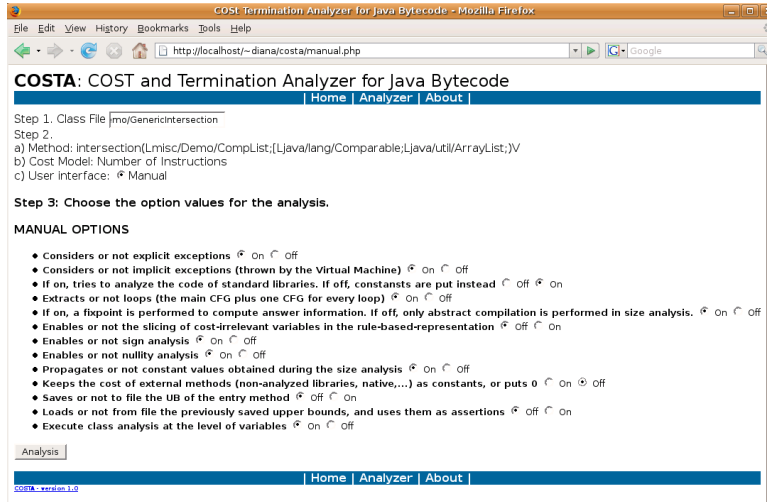 COSt Termination Analyzer for Java Bytecode - Mozilla Firefox
File Edit View History Bookmarks Tools Help
http://localhost/~diana/costa/manual.php
G Google
COSTA: COST and Termination Analyzer for Java Bytecode
| Home | Analyzer | About |
Step 1. Class File mo/GenericIntersection
Step 2.
a) Method: intersection(Lmisc/Demo/CompList;[Ljava/lang/Comparable;Ljava/util/ArrayList;)V
b) Cost Model: Number of Instructions
c) User interface: Manual
Step 3: Choose the option values for the analysis.
MANUAL OPTIONS
Considers or not explicit exceptions On Off
Considers or not implicit exceptions (thrown by the Virtual Machine) On Off
If on, tries to analyze the code of standard libraries. If off, constansts are put instead Off On
Extracts or not loops (the main CFG plus one CFG for every loop) On Off
If on, a fixpoint is performed to compute answer information. If off, only abstract compilation is performed in size analysis. On Off
Enables or not the slicing of cost-irrelevant variables in the rule-based-representation Off On
Enables or not sign analysis On Off
Enables or not nullity analysis On Off
Propagates or not constant values obtained during the size analysis On Off
Keeps the cost of external methods (non-analyzed libraries, native,...) as constants, or puts 0 On Off
Saves or not to file the UB of the entry method Off On
Loads or not from file the previously saved upper bounds, and uses them as assertions Off On
Execute class analysis at the level of variables On Off
Analysis
| Home | Analyzer | About |
COSTA - version 1.0